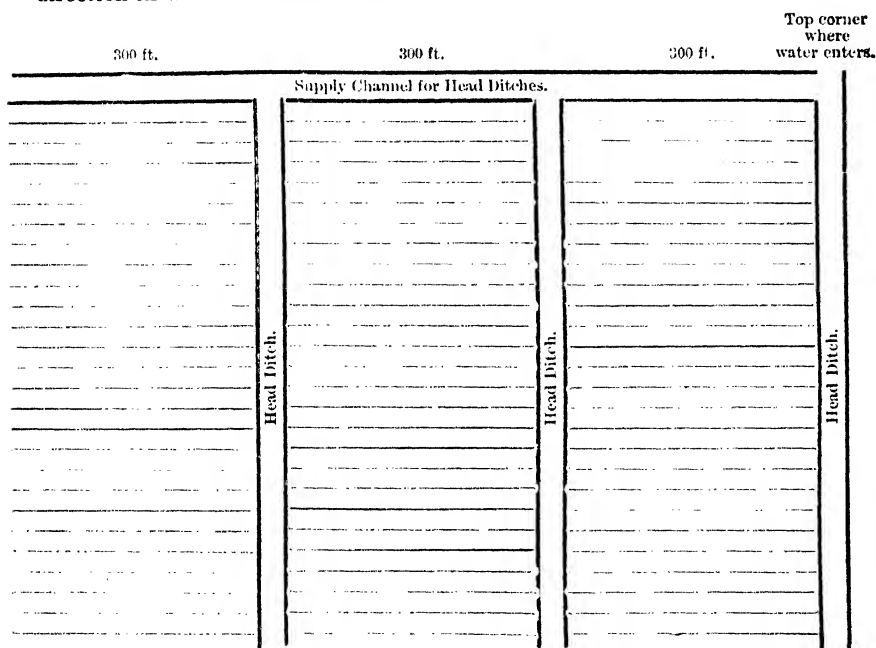 Top corner
where
water enters.
300 ft.
300 ft.
300 ft.
Supply Channel for Head Ditches.
Head Ditch.
Head Ditch.
Head Ditch.